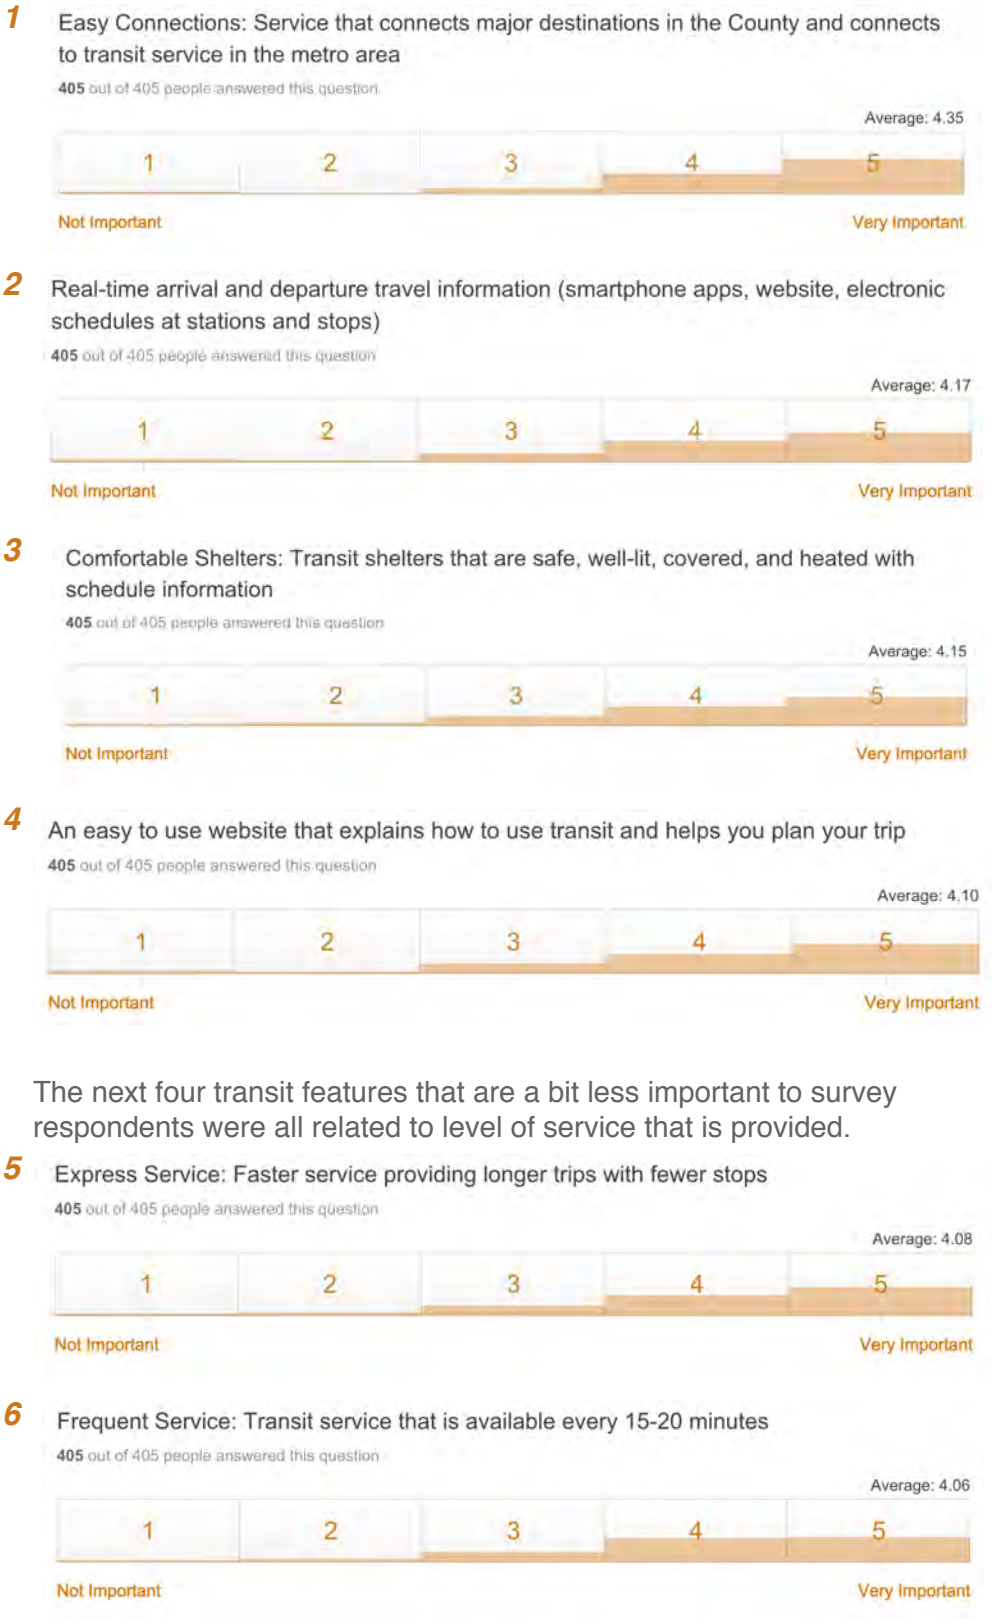 1
Easy Connections: Service that connects major destinations in the County and connects
to transit service in the metro area
405 out of 405 people answered this question
Average: 4.35
1 2 3 4 5
Not Important Very Important
2
Real-time arrival and departure travel information (smartphone apps, website, electronic
schedules at stations and stops)
405 out of 405 people answered this question
Average: 4.17
1 2 3 4 5
Not Important Very Important
3
Comfortable Shelters: Transit shelters that are safe, well-lit, covered, and heated with
schedule information
405 out of 405 people answered this question
Average: 4.15
1 2 3 4 5
Not Important Very Important
4
An easy to use website that explains how to use transit and helps you plan your trip
405 out of 405 people answered this question
Average: 4.10
1 2 3 4 5
Not Important Very Important
The next four transit features that are a bit less important to survey
respondents were all related to level of service that is provided.
5
Express Service: Faster service providing longer trips with fewer stops
405 out of 405 people answered this question
Average: 4.08
1 2 3 4 5
Not Important Very Important
6
Frequent Service: Transit service that is available every 15-20 minutes
405 out of 405 people answered this question
Average: 4.06
1 2 3 4 5
Not Important Very Important